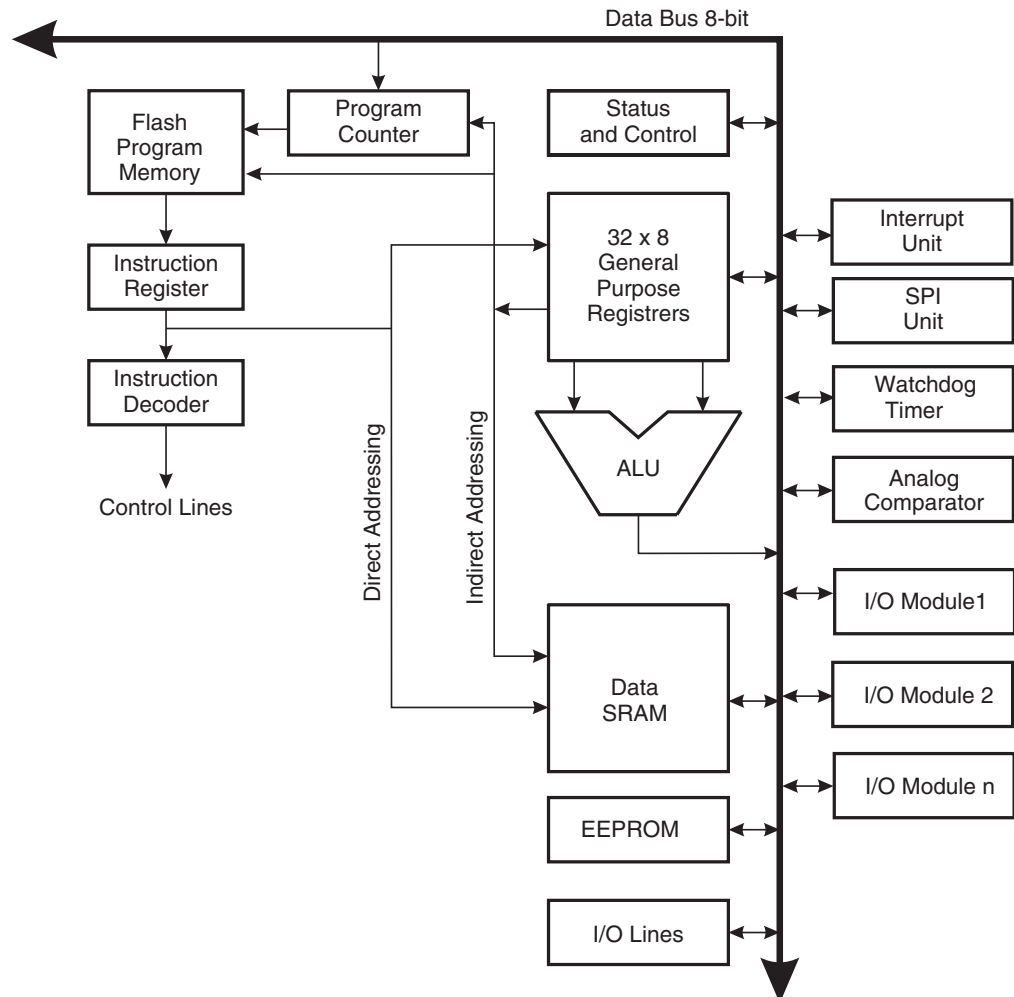 Data Bus 8-bit
Flash
Program
Memory
Program
Counter
Status
and Control
Instruction
Register
32 x 8
General
Purpose
Registrers
Interrupt
Unit
SPI
Unit
Instruction
Decoder
Watchdog
Timer
Control Lines
Direct Addressing
Indirect Addressing
ALU
Analog
Comparator
I/O Module1
Data
SRAM
I/O Module 2
I/O Module n
EEPROM
I/O Lines